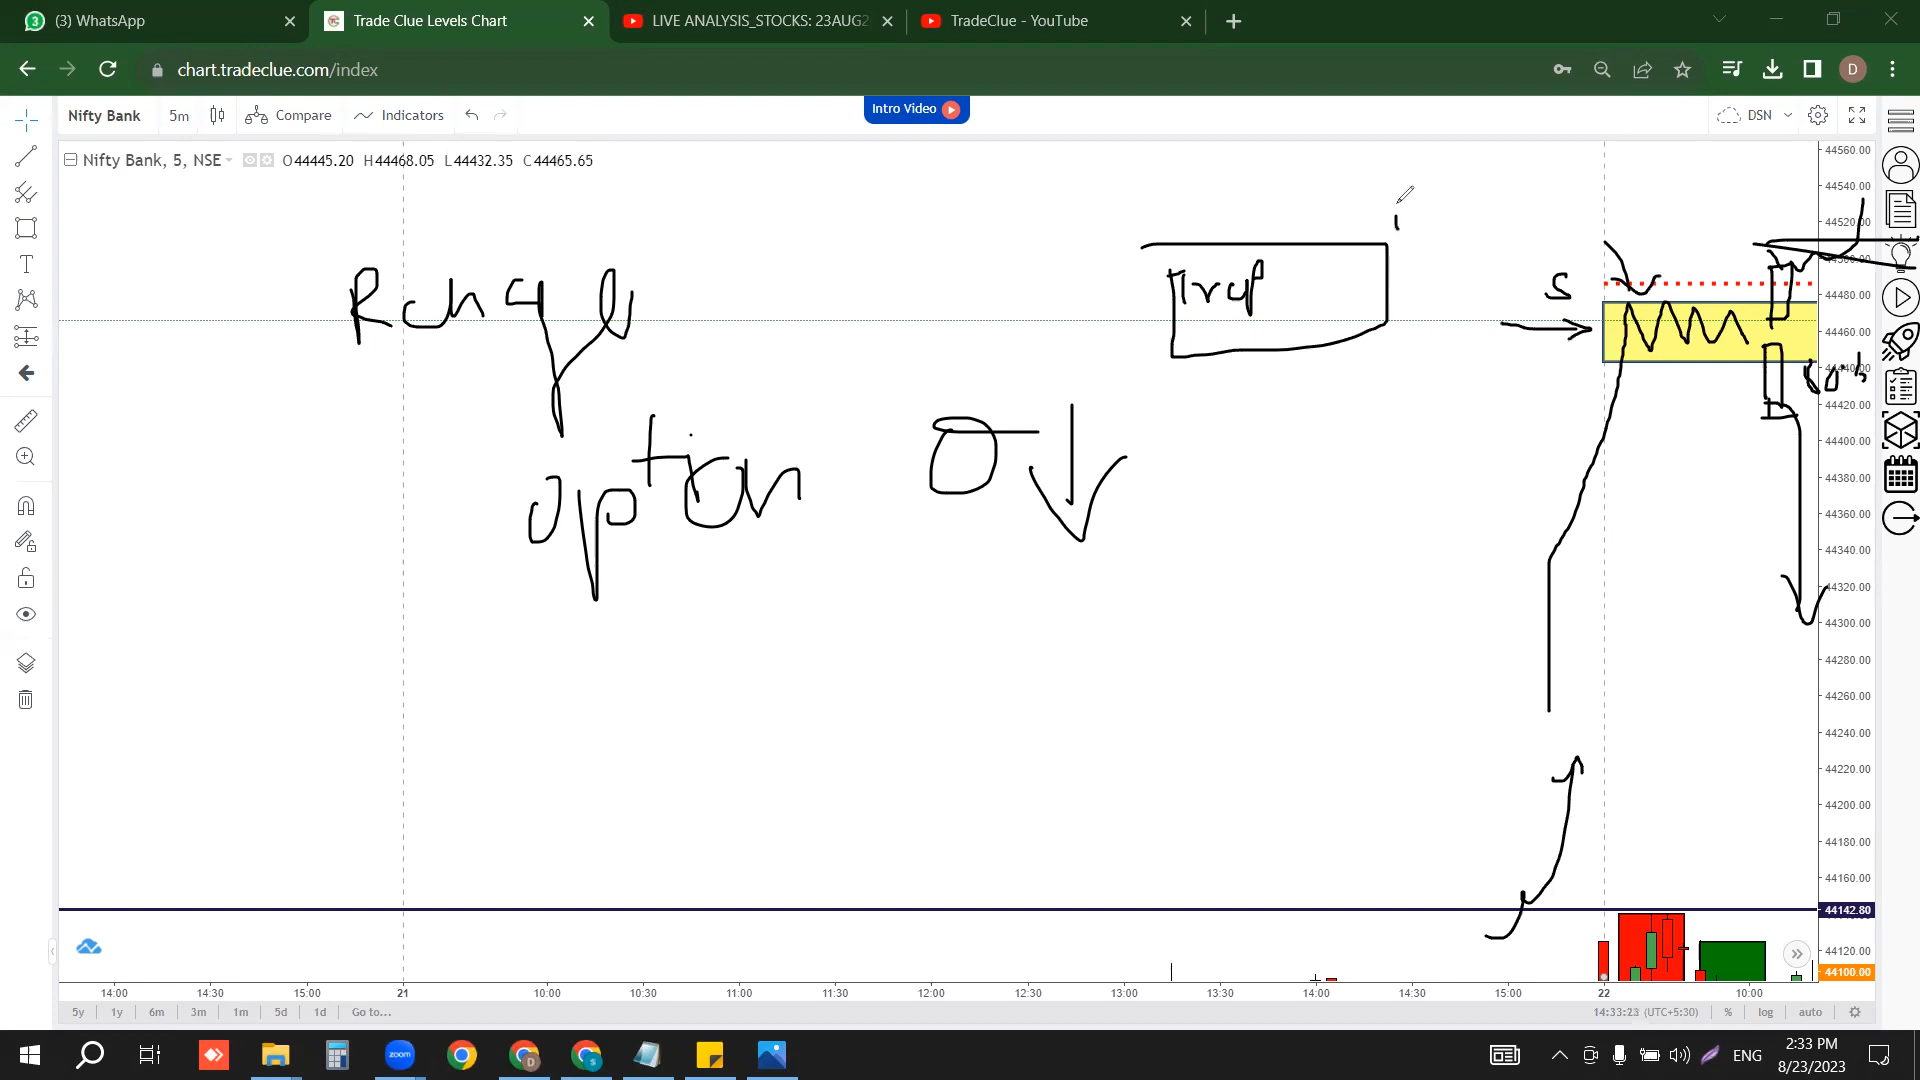 (3) WhatsApp
Trade Clue Levels Chart
LIVE ANALYSIS_STOCKS: 23AUG2
TradeClue - YouTube
chart.tradeclue.com/index
D
Nifty Bank
5m
Compare
Indicators
Intro Video
DSN
Nifty Bank, 5, NSE
O44445.20 H44468.05 L44432.35 C44465.65
Trap
S
option
44560.00
44540.00
44520.00
44500.00
44480.00
44460.00
44440.00
44420.00
44400.00
44380.00
44360.00
44340.00
44320.00
44300.00
44280.00
44260.00
44240.00
44220.00
44200.00
44180.00
44160.00
44142.80
44120.00
44100.00
14:00 14:30 15:00 21 10:00 10:30 11:00 11:30 12:00 12:30 13:00 13:30 14:00 14:30 15:00 22 10:00
5y 1y 6m 3m 1m 5d 1d Go to...
14:33:23 (UTC+5:30) % log auto
zoom
ENG
2:33 PM
8/23/2023